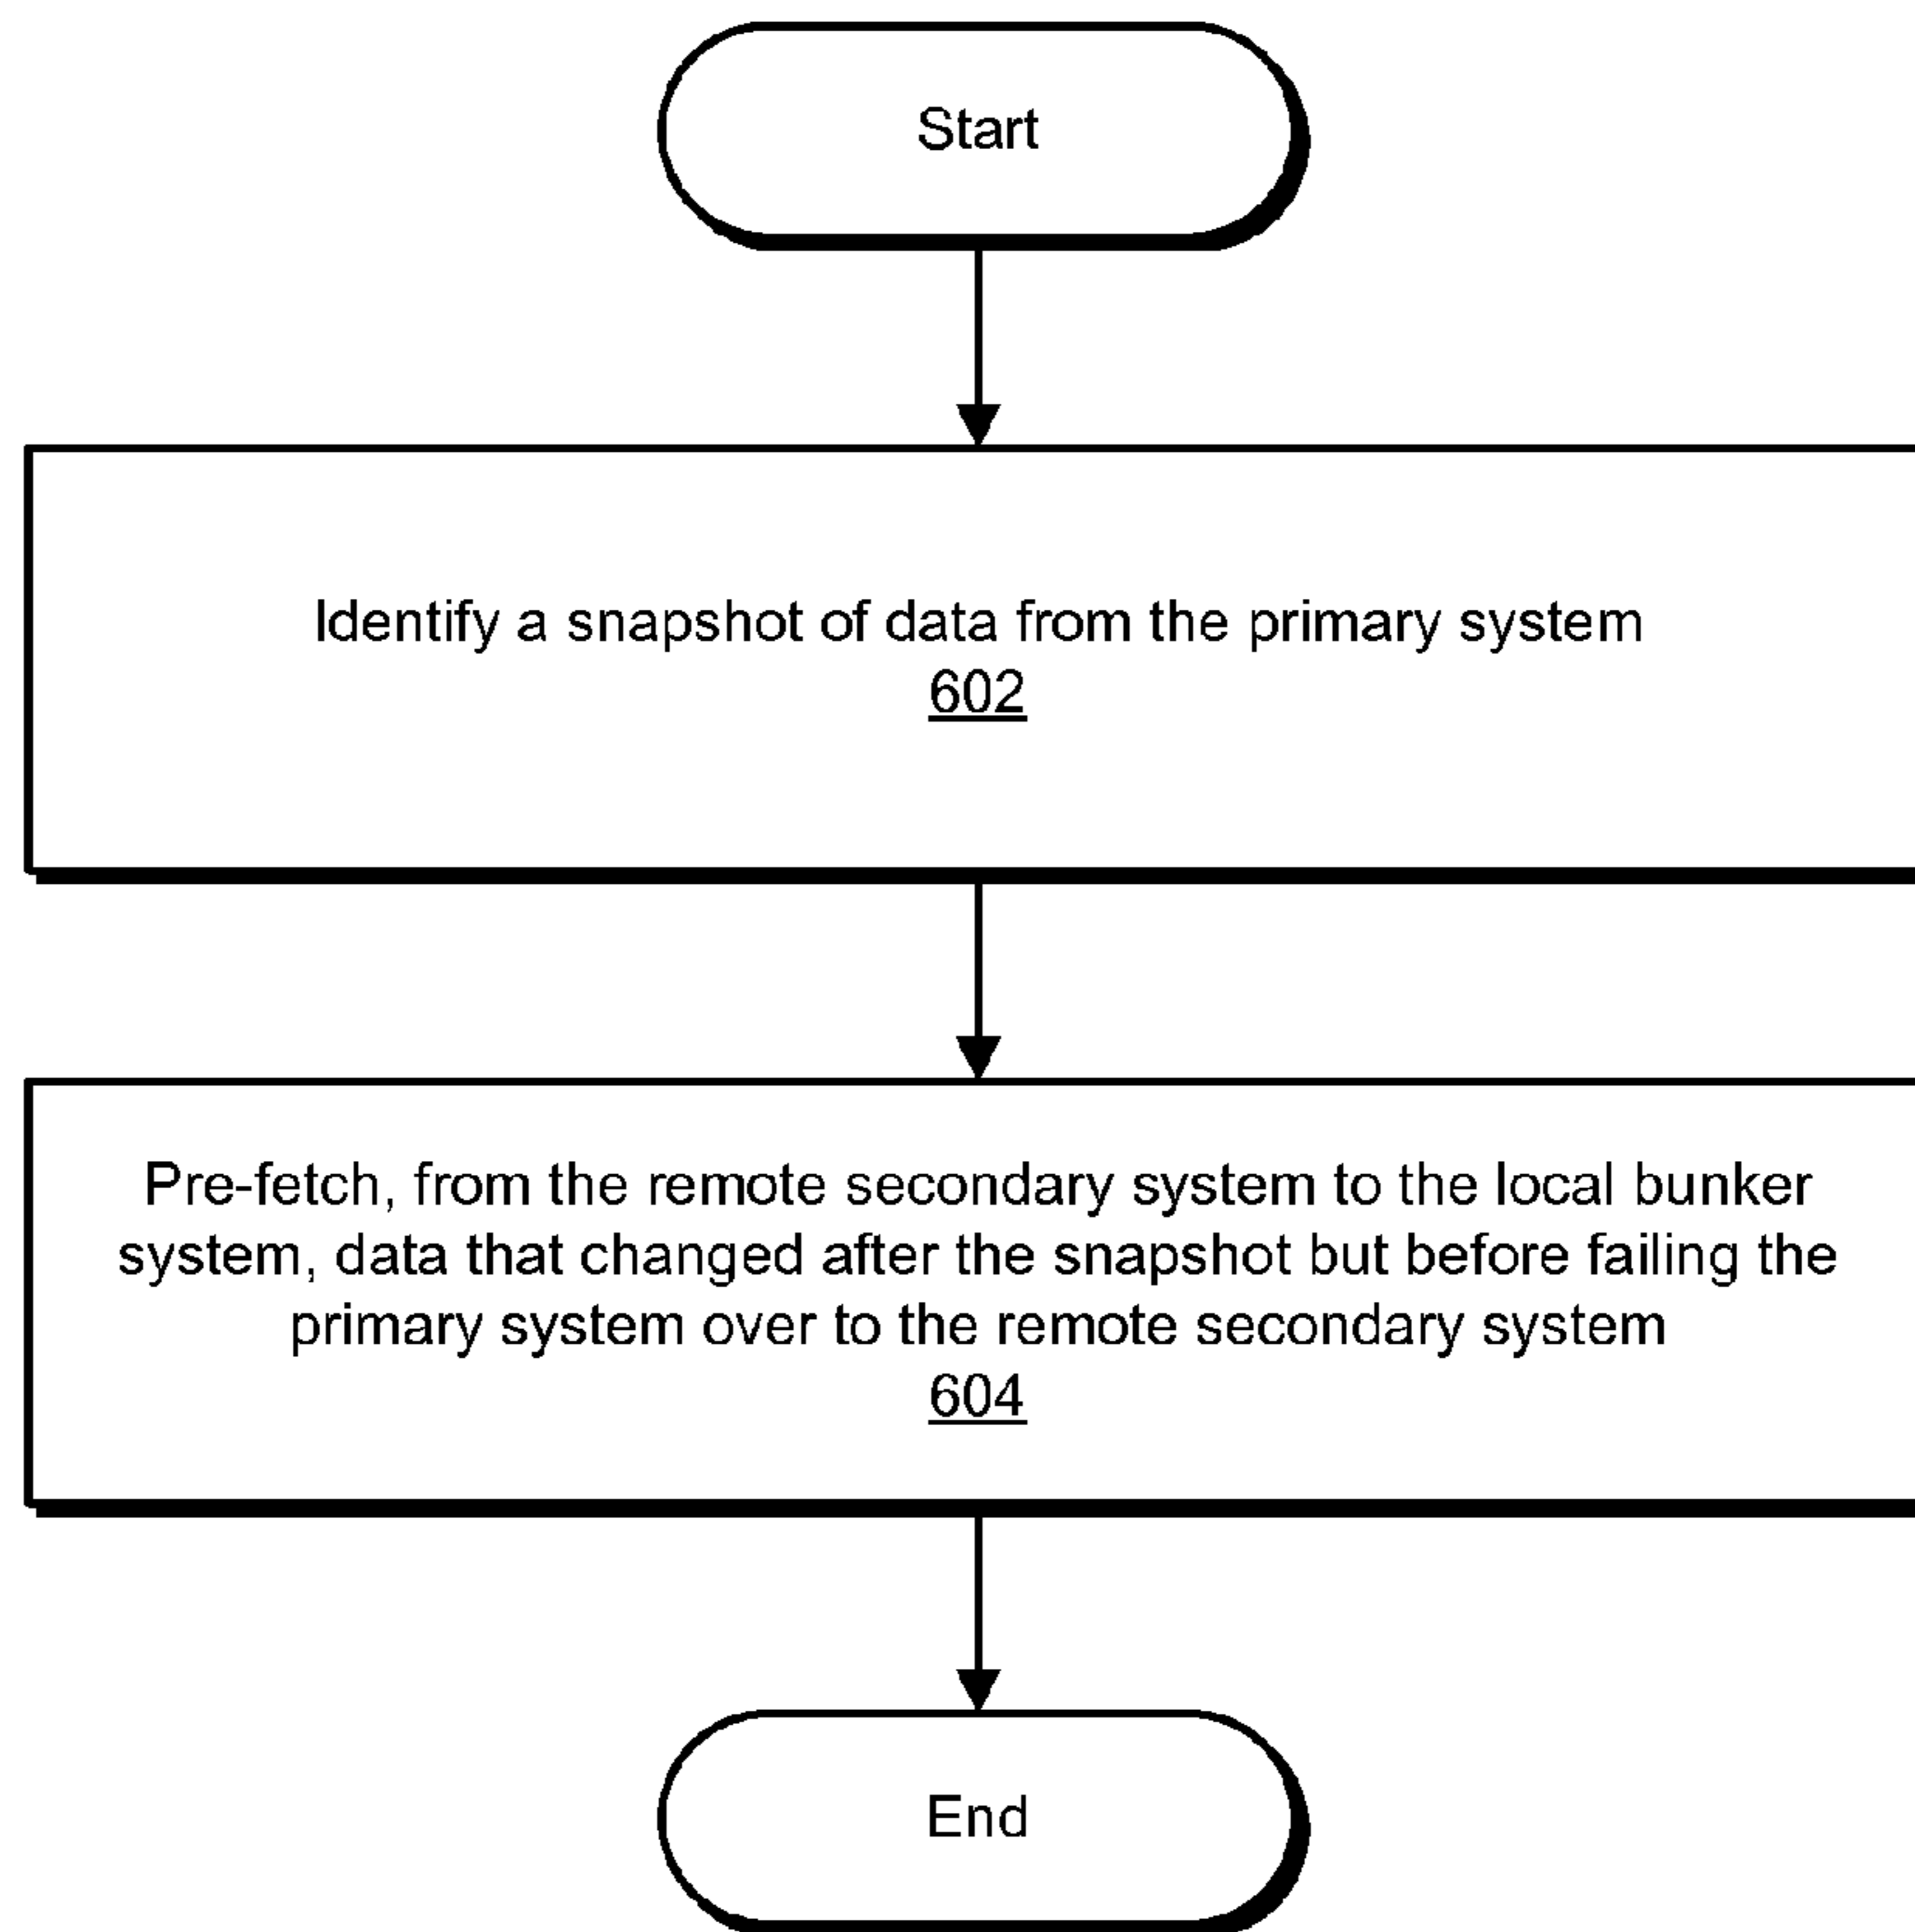 Start
Identify a snapshot of data from the primary system
602
Pre-fetch, from the remote secondary system to the local bunker
system, data that changed after the snapshot but before failing the
primary system over to the remote secondary system
604
End